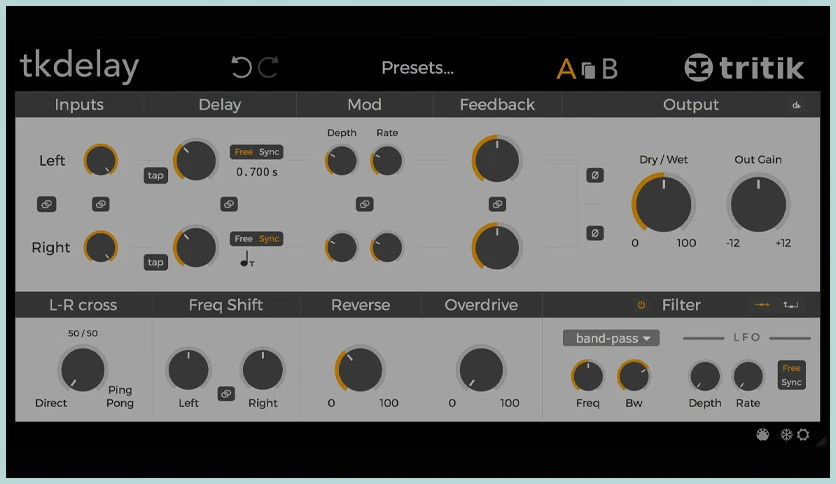 tkdelay
Presets...
A B
tritik
Inputs Delay Mod Feedback Output
Depth Rate
Left
tap
Free Sync
0.700 s
Dry / Wet Out Gain
Ø
Right
tap
Free Sync
T
Ø
0 100 -12 +12
L-R cross Freq Shift Reverse Overdrive Filter
50 / 50
Direct
Ping
Pong
Left Right
0 100
0 100
band-pass
LFO
Freq Bw Depth Rate
Free
Sync